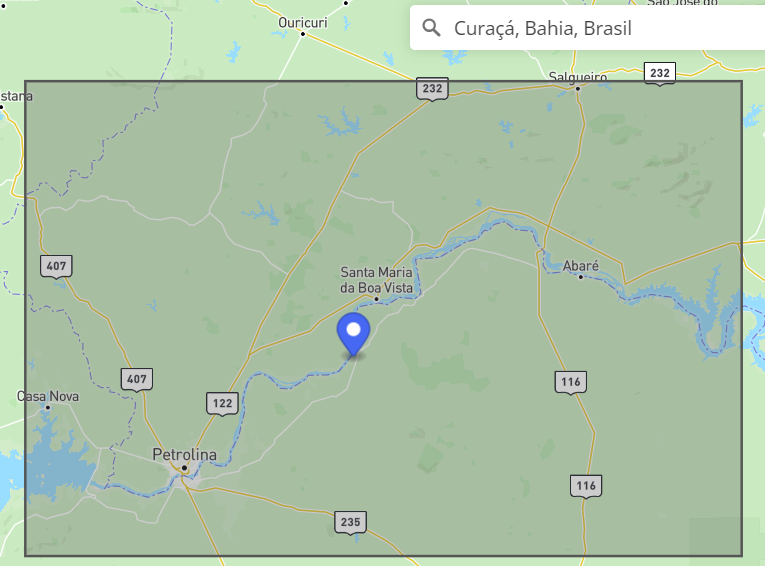 São José do
Ouricuri
Curaçá, Bahia, Brasil
Salgueiro
232
232
stara
407
Santa Maria
da Boa Vista
Abaré
407
116
Casa Nova
122
Petrolina
116
235